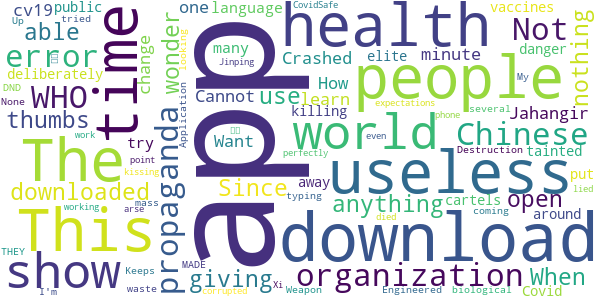 cv19 public tried
Up
able
one language
CovidSafe
vaccines
health
Not
error
time
change
wonder
many
Jinping
Crashed
elite
minute
danger
deliberately
app
people
nothing
DND
WHO
None
thumbs
Application
Cannot
use
How
learn
killing
Jahangir
My
looking
expectations
several
phone
work
try
The
propaganda
Want
world
Chinese
even
perfectly
Destruction
tainted
point
kissing
downloaded
Since
away
useless
anything
cartels
put
lied
working
arse
mass
typing
open
around
died
coming
This
giving
download
show
THEY
MADE
Keeps
waste
I'm
corrupted
Xi
organization
Weapon
Engineered
biological
When
Covid